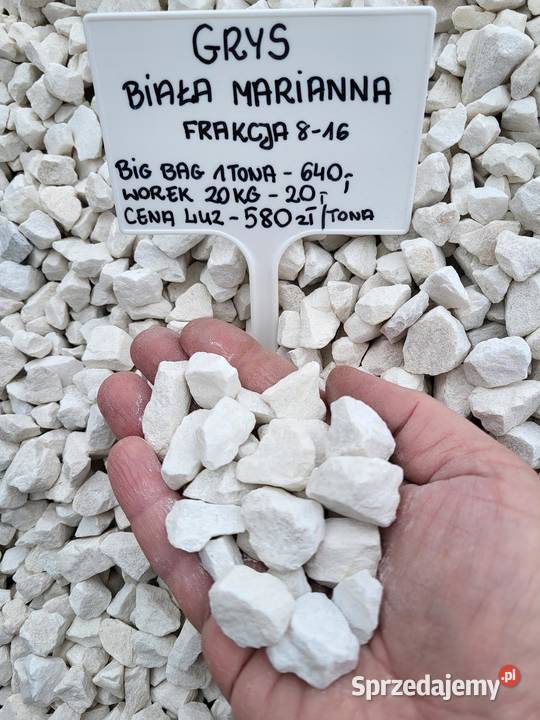 GRYS
BIAŁA MARIANNA
FRAKCJA 8-16
BIG BAG 1TONA - 640,-
WOREK 20KG - 20,-
CENA LUZ - 580 zł/TONA
Sprzedajemy.pl